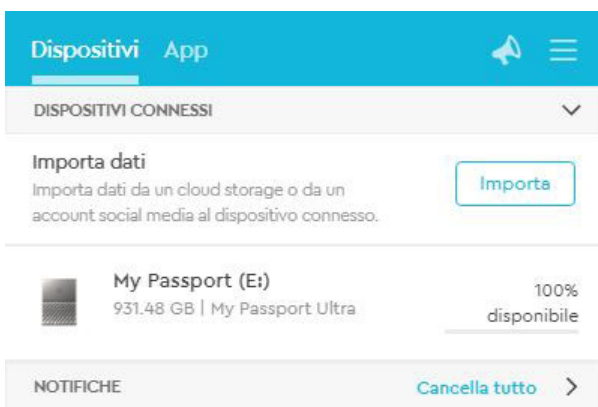 Dispositivi App
DISPOSITIVI CONNESSI
Importa dati
Importa dati da un cloud storage o da un
account social media al dispositivo connesso.
Importa
My Passport (E:)
931.48 GB | My Passport Ultra
100%
disponibile
NOTIFICHE
Cancella tutto